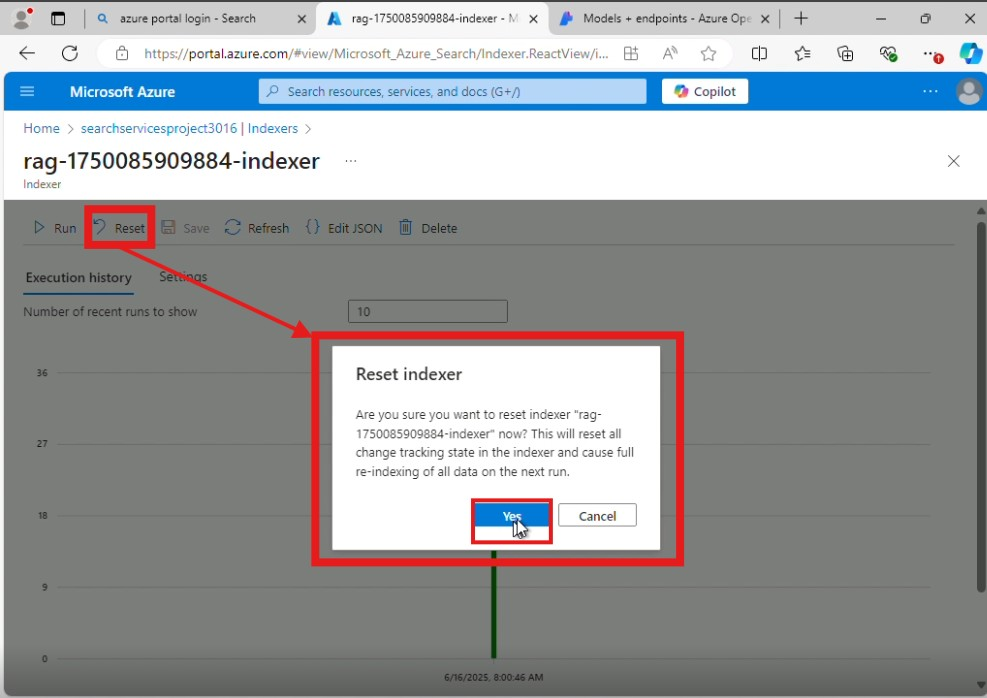 azure portal login - Search
rag-1750085909884-indexer - M
Models + endpoints - Azure Ope
https://portal.azure.com/#view/Microsoft_Azure_Search/Indexer.ReactView/i...
Microsoft Azure
Search resources, services, and docs (G+/)
Copilot
Home > searchservicesproject3016 | Indexers >
rag-1750085909884-indexer ...
Indexer
Run Reset Save Refresh {} Edit JSON Delete
Execution history Settings
Number of recent runs to show 10
36
27
18
9
0
6/16/2025, 8:00:46 AM
Reset indexer
Are you sure you want to reset indexer "rag-
1750085909884-indexer" now? This will reset all
change tracking state in the indexer and cause full
re-indexing of all data on the next run.
Yes Cancel